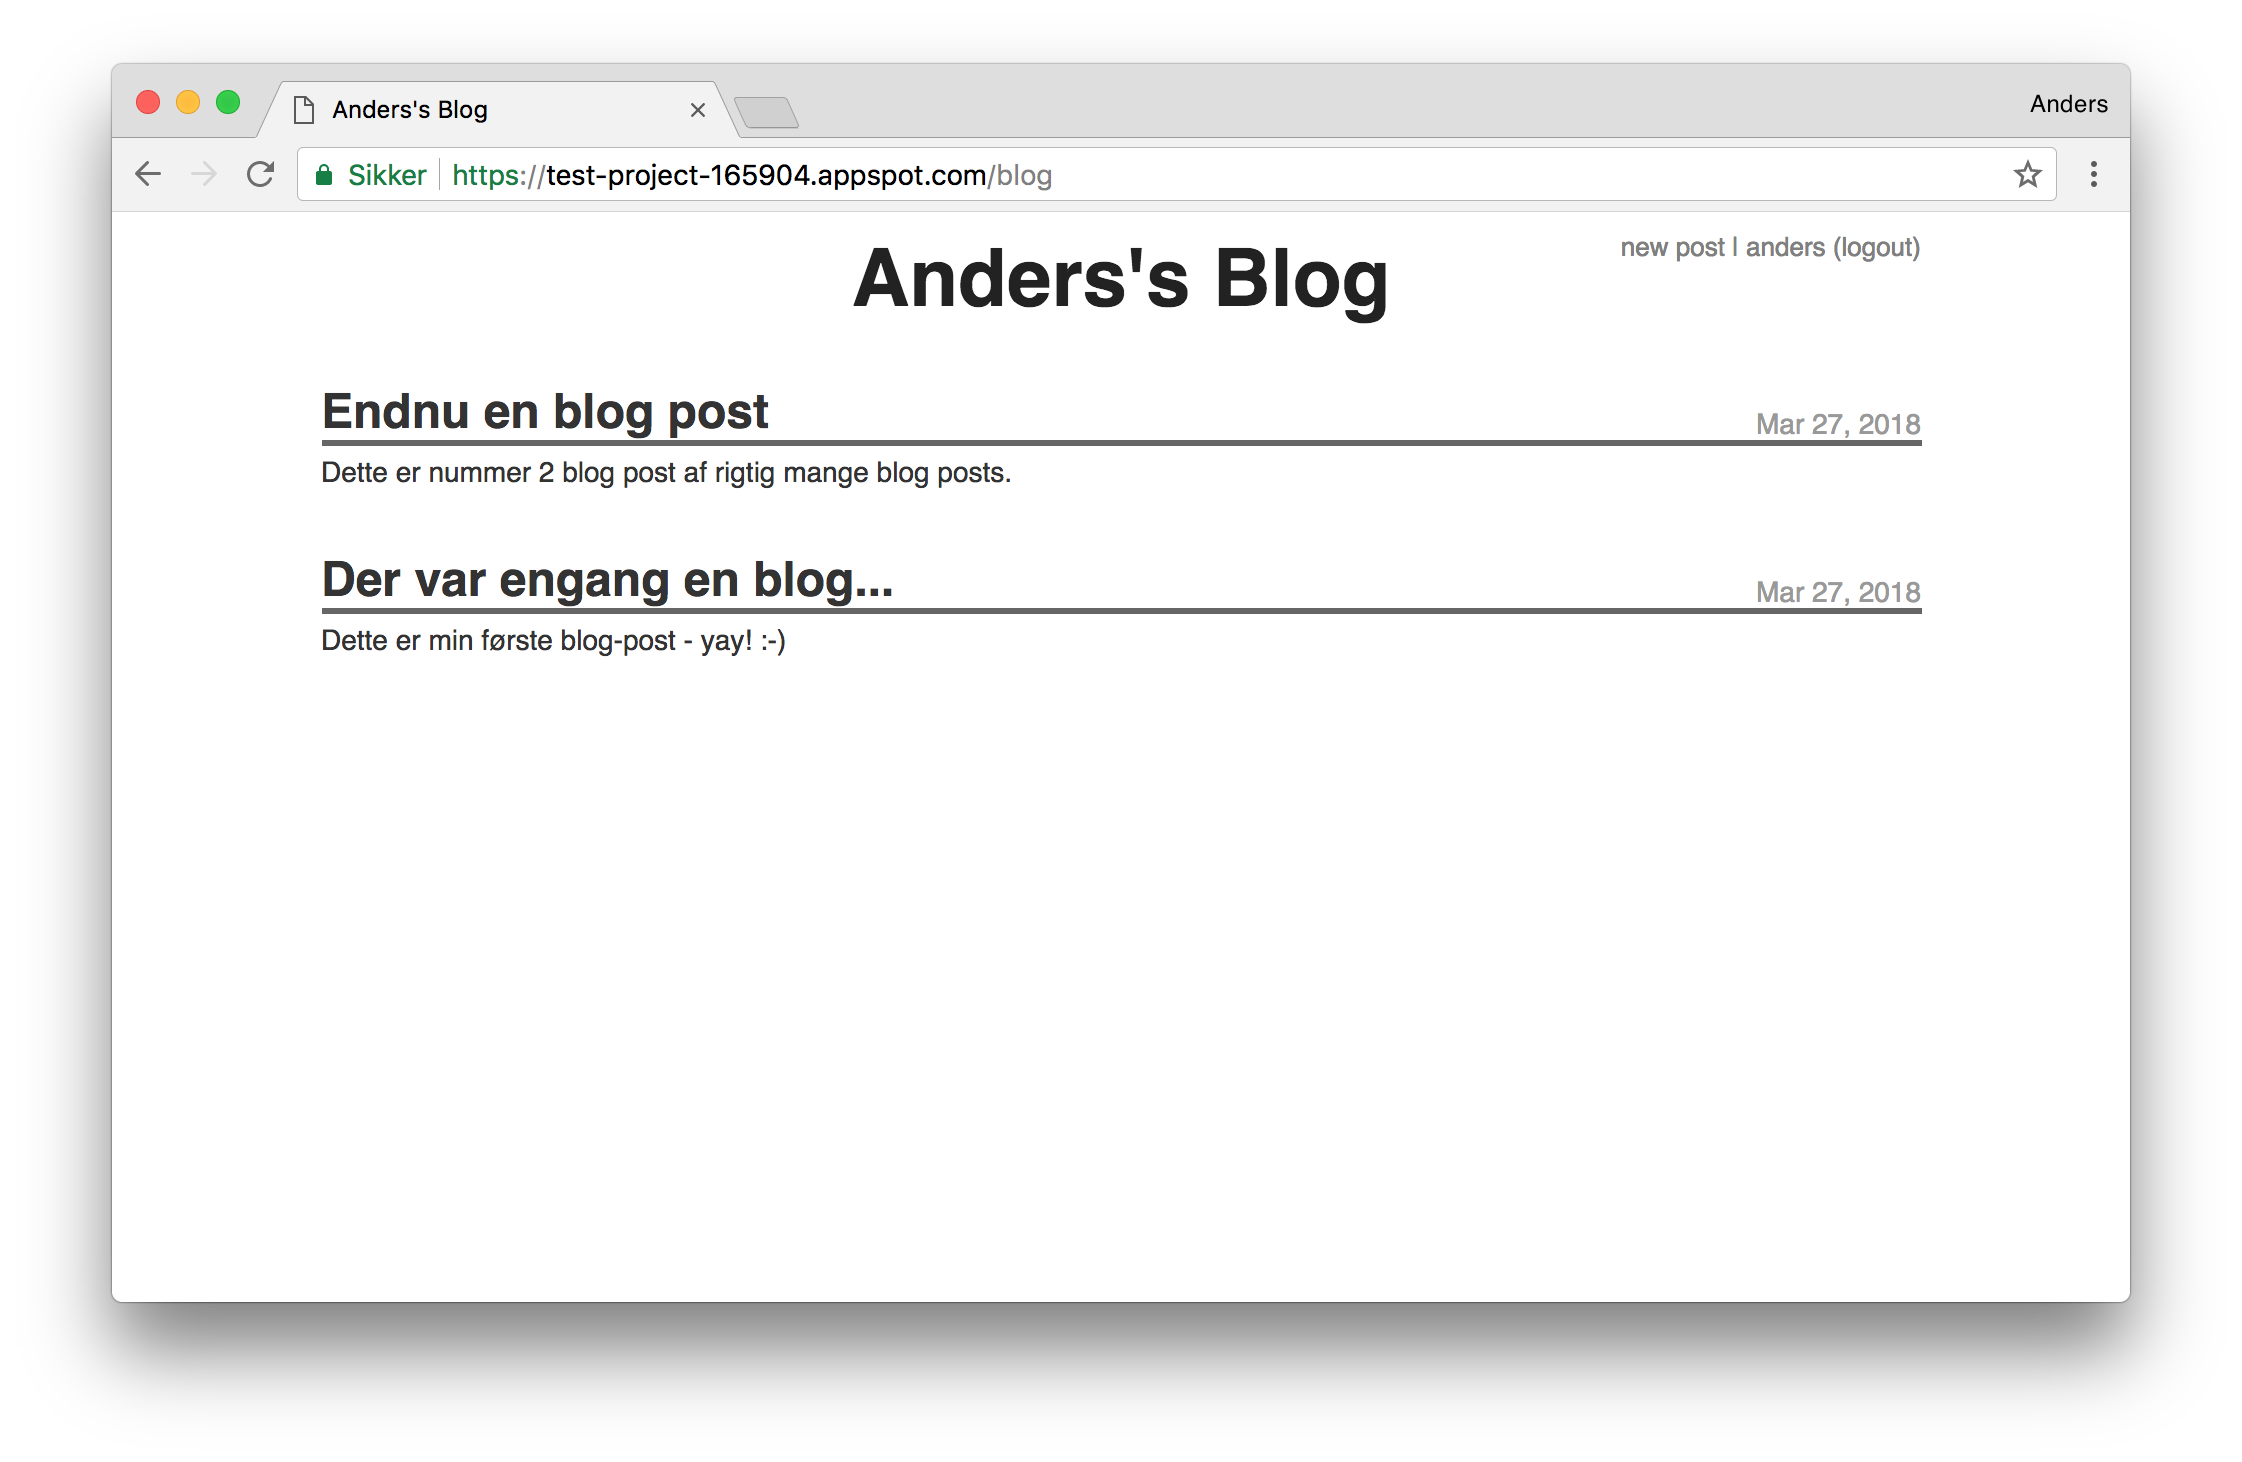 Anders's Blog
Anders
Sikker https://test-project-165904.appspot.com/blog
new post | anders (logout)
Anders's Blog
Endnu en blog post Mar 27, 2018
Dette er nummer 2 blog post af rigtig mange blog posts.
Der var engang en blog... Mar 27, 2018
Dette er min første blog-post - yay! :-)